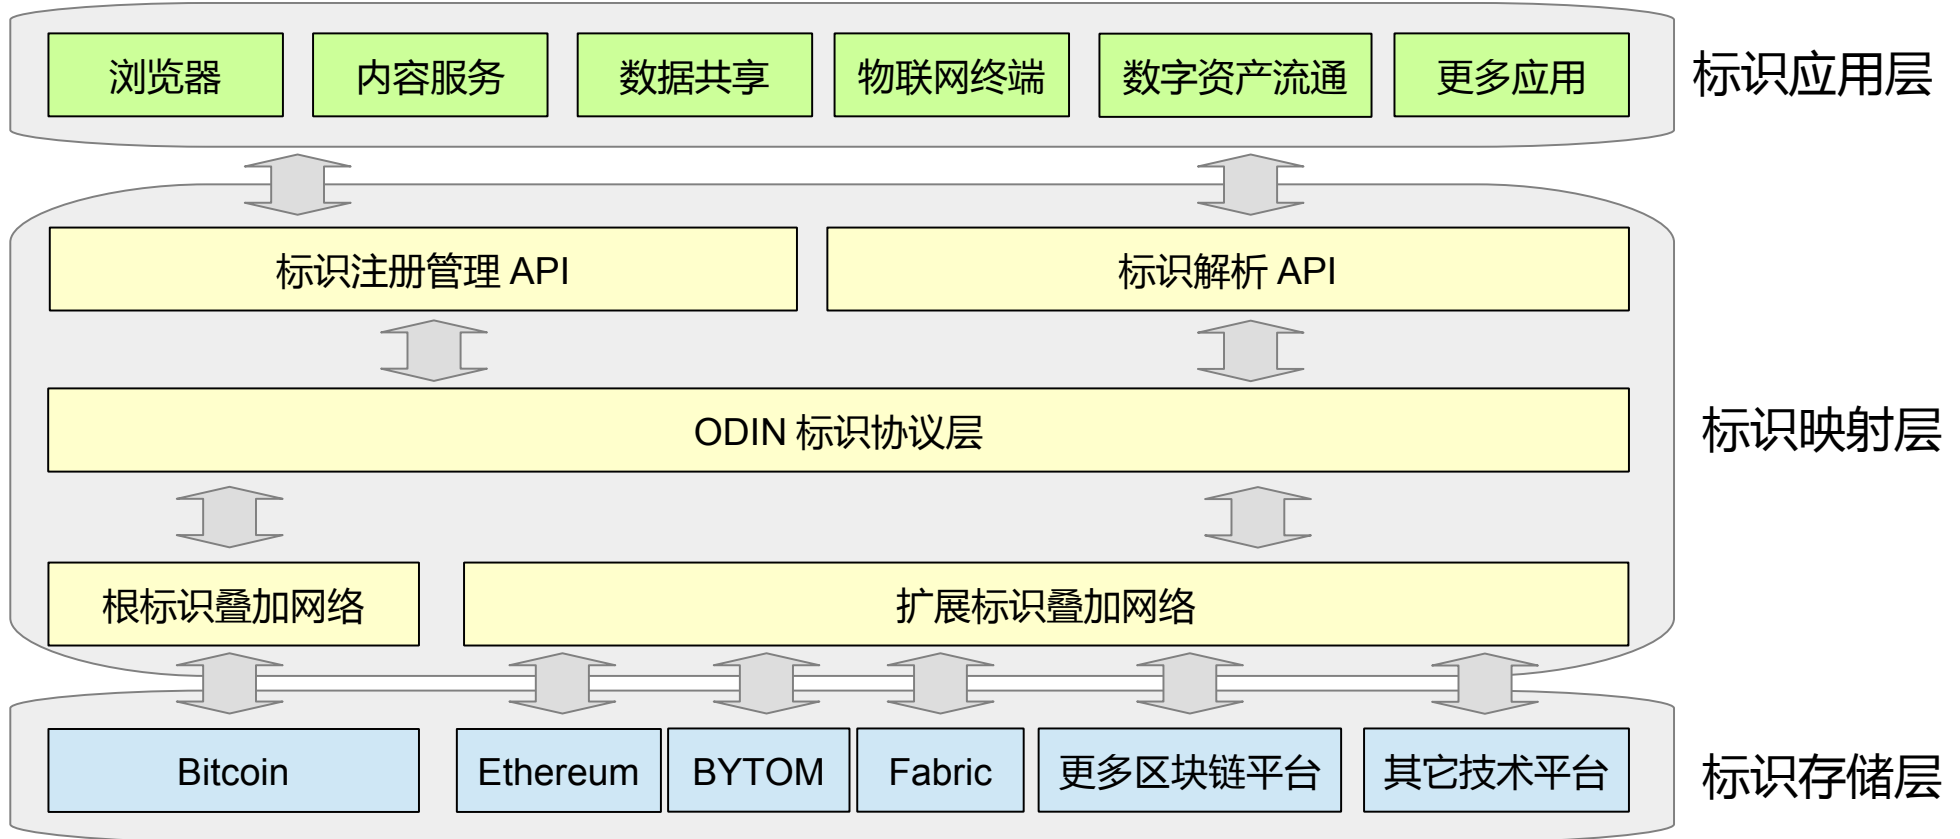 浏览器 内容服务 数据共享 物联网终端 数字资产流通 更多应用 标识应用层
标识注册管理 API 标识解析 API
ODIN 标识协议层 标识映射层
根标识叠加网络 扩展标识叠加网络
Bitcoin Ethereum BYTOM Fabric 更多区块链平台 其它技术平台 标识存储层